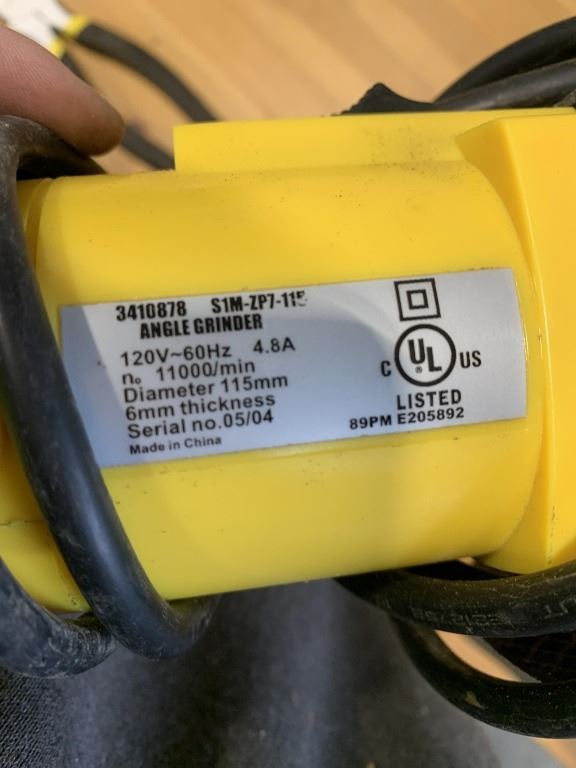 3410878 S1M-ZP7-115
ANGLE GRINDER
120V~60Hz 4.8A
n₀ 11000/min
Diameter 115mm
6mm thickness
Serial no.05/04
Made in China
C UL® US
LISTED
89PM E205892